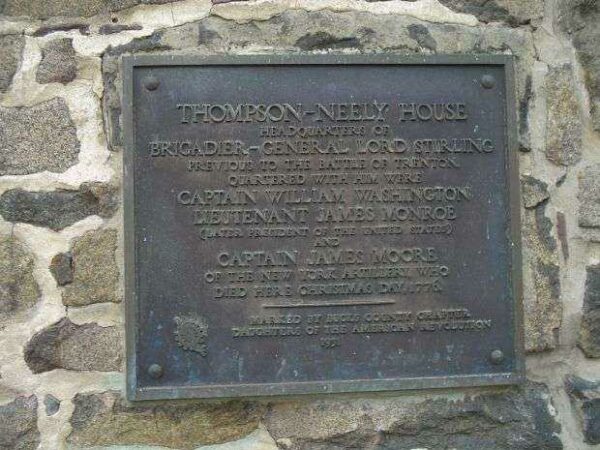 THOMPSON-NEELY HOUSE
HEADQUARTERS OF
BRIGADIER-GENERAL LORD STIRLING
PREVIOUS TO THE BATTLE OF TRENTON
QUARTERED WITH HIM WERE
CAPTAIN WILLIAM WASHINGTON
LIEUTENANT JAMES MONROE
(LATER PRESIDENT OF THE UNITED STATES)
AND
CAPTAIN JAMES MOORE
OF THE NEW YORK ARTILLERY WHO
DIED HERE CHRISTMAS DAY, 1776.
MARKED BY BUCKS COUNTY CHAPTER
DAUGHTERS OF THE AMERICAN REVOLUTION